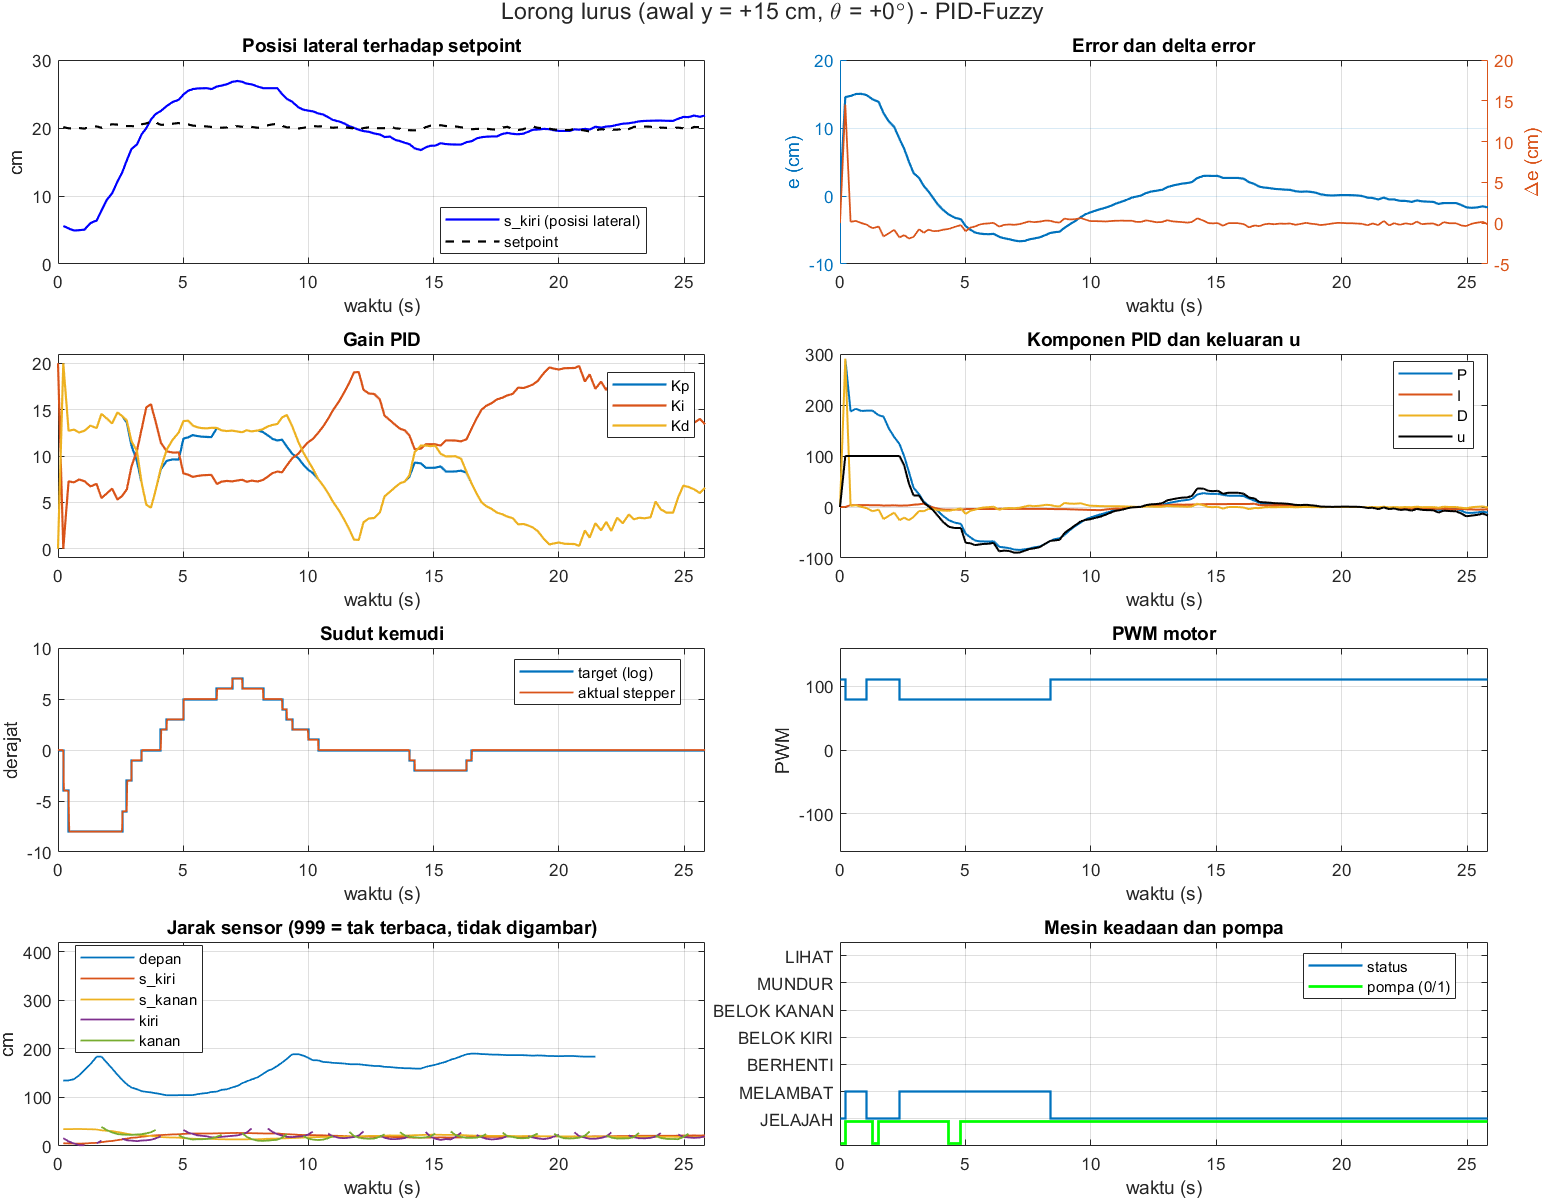 Lorong lurus (awal y = +15 cm, θ = +0°) - PID-Fuzzy
Posisi lateral terhadap setpoint
30
20
10
0
cm
0 5 10 15 20 25
waktu (s)
s_kiri (posisi lateral)
setpoint
Error dan delta error
20
10
0
-10
e (cm)
20
15
10
5
0
-5
Δe (cm)
0 5 10 15 20 25
waktu (s)
Gain PID
20
15
10
5
0
0 5 10 15 20 25
waktu (s)
Kp
Ki
Kd
Komponen PID dan keluaran u
300
200
100
0
-100
0 5 10 15 20 25
waktu (s)
P
I
D
u
Sudut kemudi
10
5
0
-5
-10
derajat
0 5 10 15 20 25
waktu (s)
target (log)
aktual stepper
PWM motor
100
0
-100
PWM
0 5 10 15 20 25
waktu (s)
Jarak sensor (999 = tak terbaca, tidak digambar)
400
300
200
100
0
cm
0 5 10 15 20 25
waktu (s)
depan
s_kiri
s_kanan
kiri
kanan
Mesin keadaan dan pompa
LIHAT
MUNDUR
BELOK KANAN
BELOK KIRI
BERHENTI
MELAMBAT
JELAJAH
0 5 10 15 20 25
waktu (s)
status
pompa (0/1)